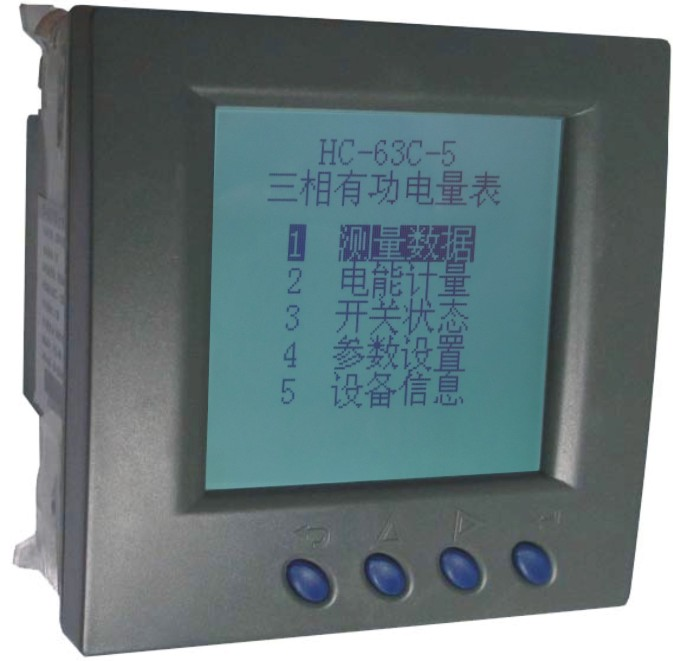 HC-63C-5
三相有功电量表
1 测量数据
2 电能计量
3 开关状态
4 参数设置
5 设备信息